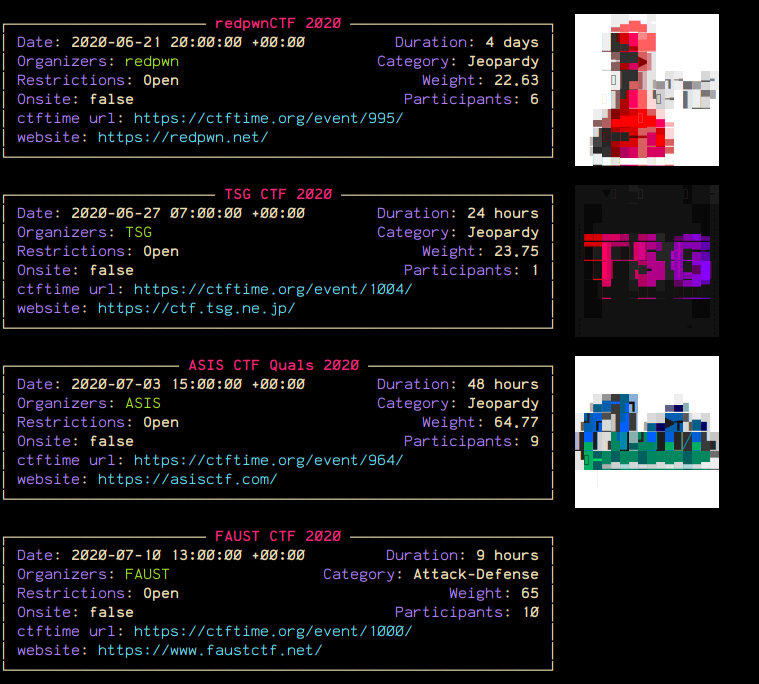 redpwnCTF 2020
Date: 2020-06-21 20:00:00 +00:00 Duration: 4 days
Organizers: redpwn Category: Jeopardy
Restrictions: Open Weight: 22.63
Onsite: false Participants: 6
ctftime url: https://ctftime.org/event/995/
website: https://redpwn.net/
TSG CTF 2020
Date: 2020-06-27 07:00:00 +00:00 Duration: 24 hours
Organizers: TSG Category: Jeopardy
Restrictions: Open Weight: 23.75
Onsite: false Participants: 1
ctftime url: https://ctftime.org/event/1004/
website: https://ctf.tsg.ne.jp/
TSG
ASIS CTF Quals 2020
Date: 2020-07-03 15:00:00 +00:00 Duration: 48 hours
Organizers: ASIS Category: Jeopardy
Restrictions: Open Weight: 64.77
Onsite: false Participants: 9
ctftime url: https://ctftime.org/event/964/
website: https://asisctf.com/
FAUST CTF 2020
Date: 2020-07-10 13:00:00 +00:00 Duration: 9 hours
Organizers: FAUST Category: Attack-Defense
Restrictions: Open Weight: 65
Onsite: false Participants: 10
ctftime url: https://ctftime.org/event/1000/
website: https://www.faustctf.net/